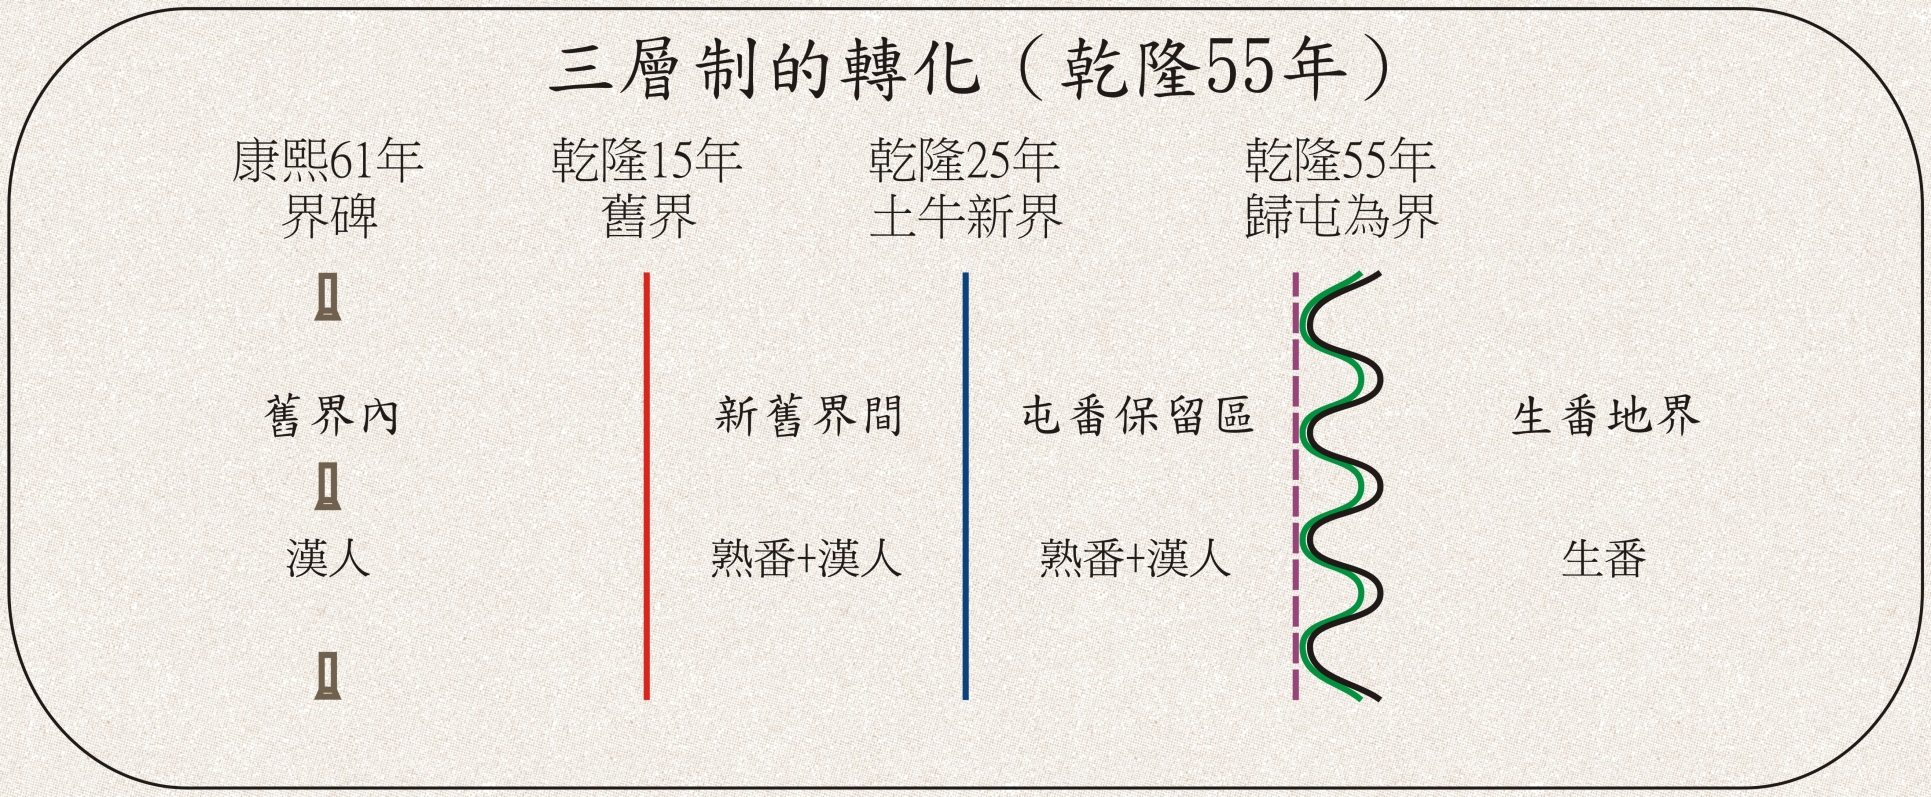 三層制的轉化（乾隆55年）
康熙61年
界碑
乾隆15年
舊界
乾隆25年
土牛新界
乾隆55年
歸屯為界
舊界內
新舊界間
屯番保留區
生番地界
漢人
熟番+漢人
熟番+漢人
生番